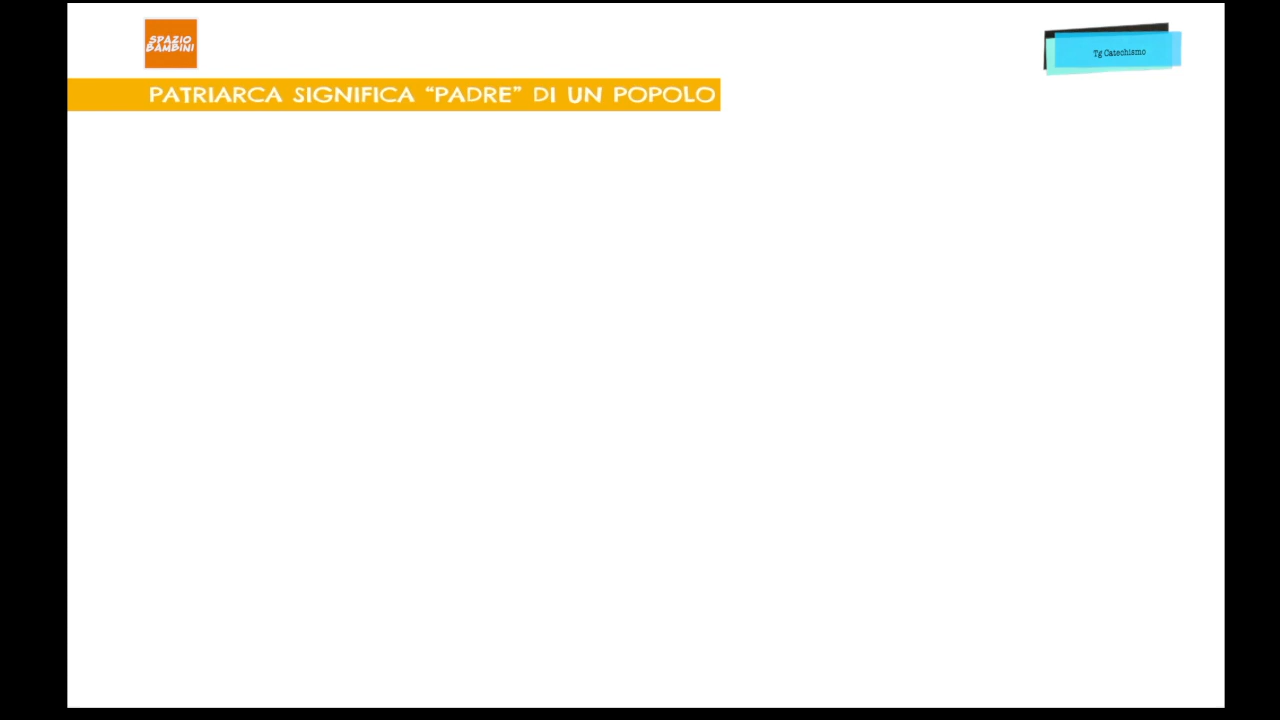 SPAZIO
BAMBINI
Tg Catechismo
PATRIARCA SIGNIFICA “PADRE” DI UN POPOLO